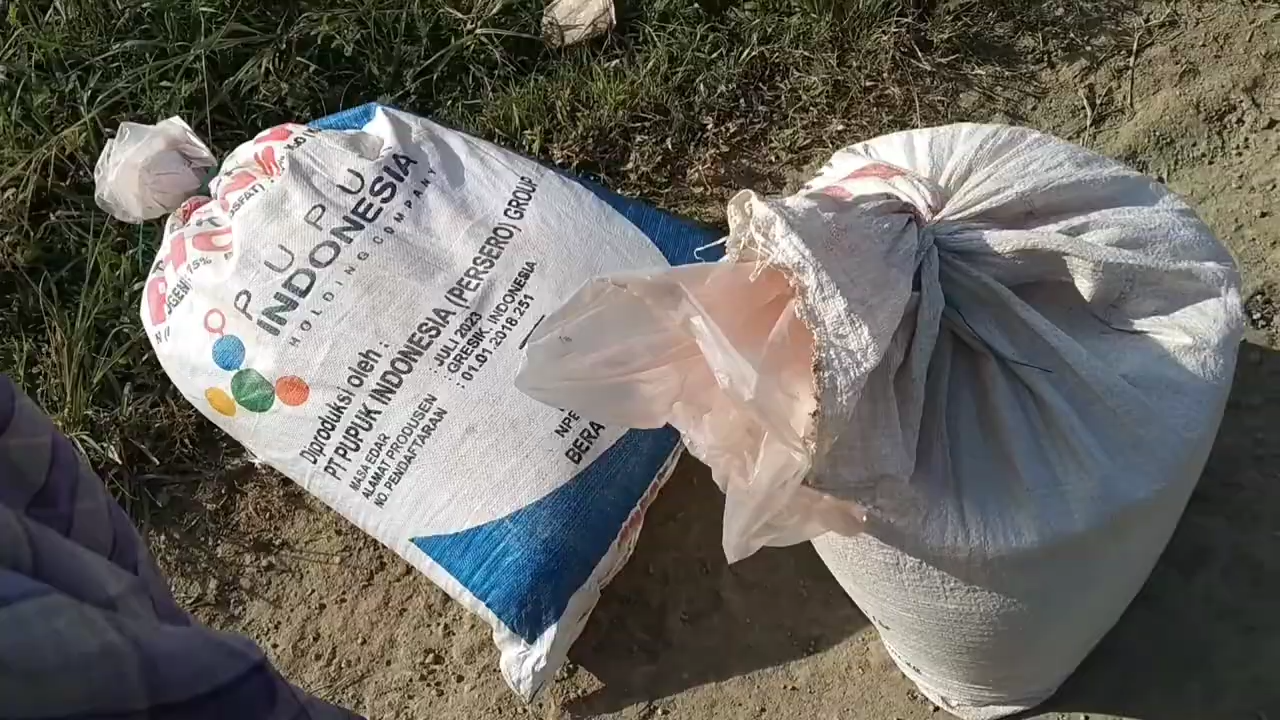 PUPU
INDONESIA
HOLDING COMPANY
Diproduksi oleh :
PT PUPUK INDONESIA (PERSERO) GROUP
MASA EDAR : JULI 2023
ALAMAT PRODUSEN : GRESIK - INDONESIA
NO. PENDAFTARAN : 01.01.2018.251
BERA